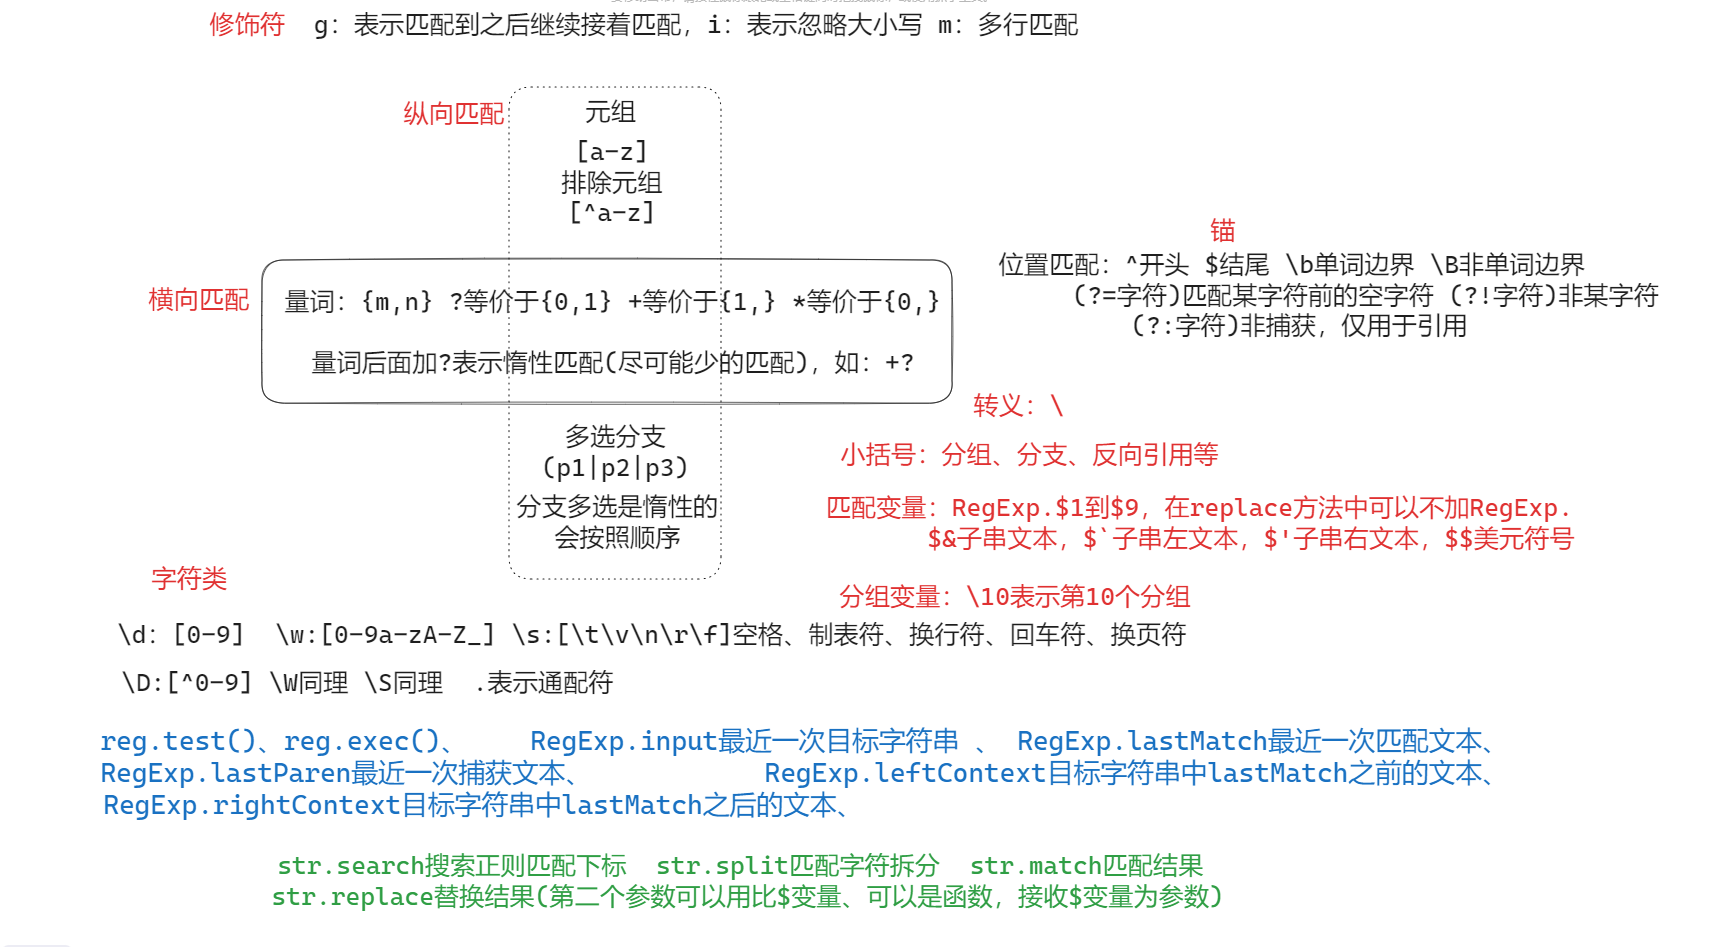 修饰符 g：表示匹配到之后继续接着匹配，i：表示忽略大小写 m：多行匹配
纵向匹配
元组
[a-z]
排除元组
[^a-z]
锚
位置匹配：^开头 $结尾 \b单词边界 \B非单词边界
(?=字符)匹配某字符前的空字符 (?!字符)非某字符
(?:字符)非捕获，仅用于引用
横向匹配
量词：{m,n} ?等价于{0,1} +等价于{1,} *等价于{0,}
量词后面加?表示惰性匹配(尽可能少的匹配)，如：+?
转义：\
多选分支
(p1|p2|p3)
分支多选是惰性的
会按照顺序
小括号：分组、分支、反向引用等
匹配变量：RegExp.$1到$9，在replace方法中可以不加RegExp.
$&子串文本，$`子串左文本，$'子串右文本，$$美元符号
分组变量：\10表示第10个分组
字符类
\d：[0-9] \w:[0-9a-zA-Z_] \s:[\t\v\n\r\f]空格、制表符、换行符、回车符、换页符
\D:[^0-9] \W同理 \S同理 .表示通配符
reg.test()、reg.exec()、 RegExp.input最近一次目标字符串 、 RegExp.lastMatch最近一次匹配文本、
RegExp.lastParen最近一次捕获文本、 RegExp.leftContext目标字符串中lastMatch之前的文本、
RegExp.rightContext目标字符串中lastMatch之后的文本、
str.search搜索正则匹配下标 str.split匹配字符拆分 str.match匹配结果
str.replace替换结果(第二个参数可以用比$变量、可以是函数，接收$变量为参数)